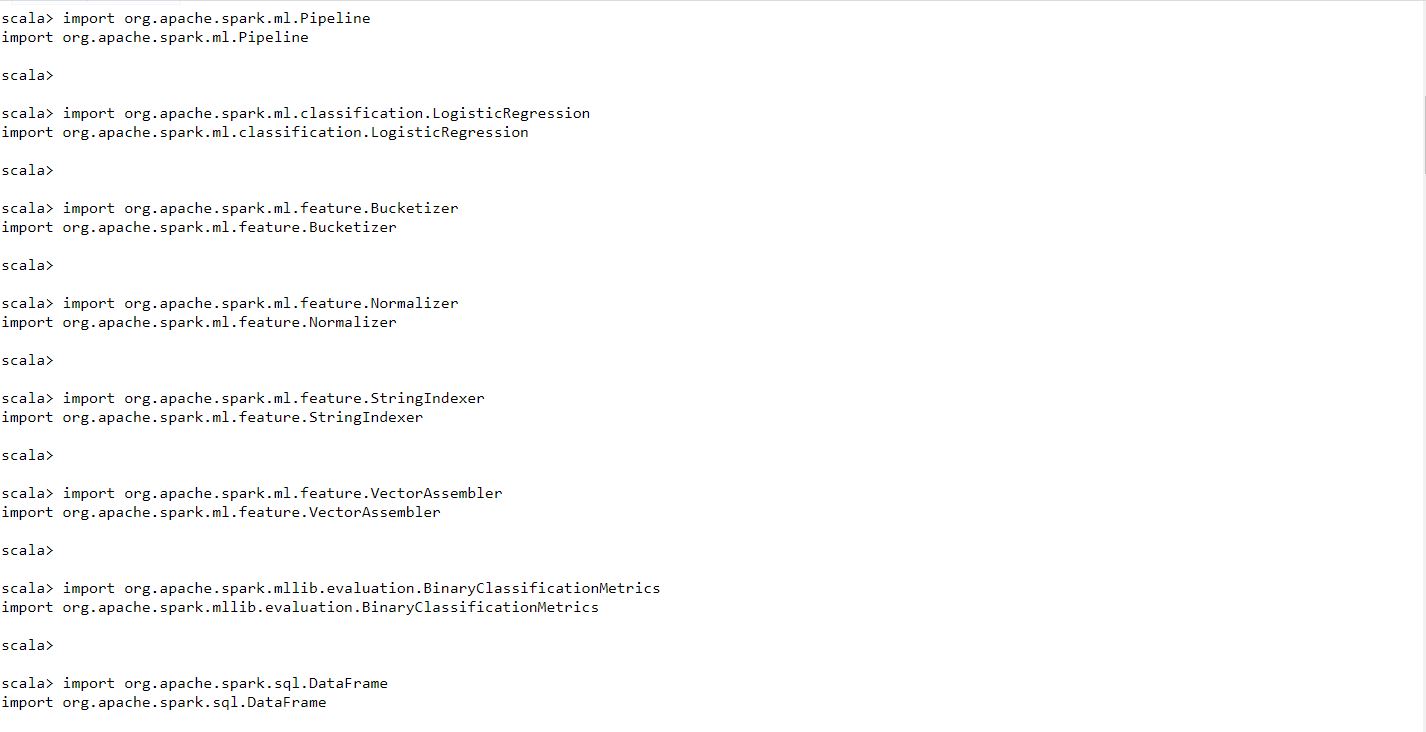 scala> import org.apache.spark.ml.Pipeline
import org.apache.spark.ml.Pipeline
scala>
scala> import org.apache.spark.ml.classification.LogisticRegression
import org.apache.spark.ml.classification.LogisticRegression
scala>
scala> import org.apache.spark.ml.feature.Bucketizer
import org.apache.spark.ml.feature.Bucketizer
scala>
scala> import org.apache.spark.ml.feature.Normalizer
import org.apache.spark.ml.feature.Normalizer
scala>
scala> import org.apache.spark.ml.feature.StringIndexer
import org.apache.spark.ml.feature.StringIndexer
scala>
scala> import org.apache.spark.ml.feature.VectorAssembler
import org.apache.spark.ml.feature.VectorAssembler
scala>
scala> import org.apache.spark.mllib.evaluation.BinaryClassificationMetrics
import org.apache.spark.mllib.evaluation.BinaryClassificationMetrics
scala>
scala> import org.apache.spark.sql.DataFrame
import org.apache.spark.sql.DataFrame